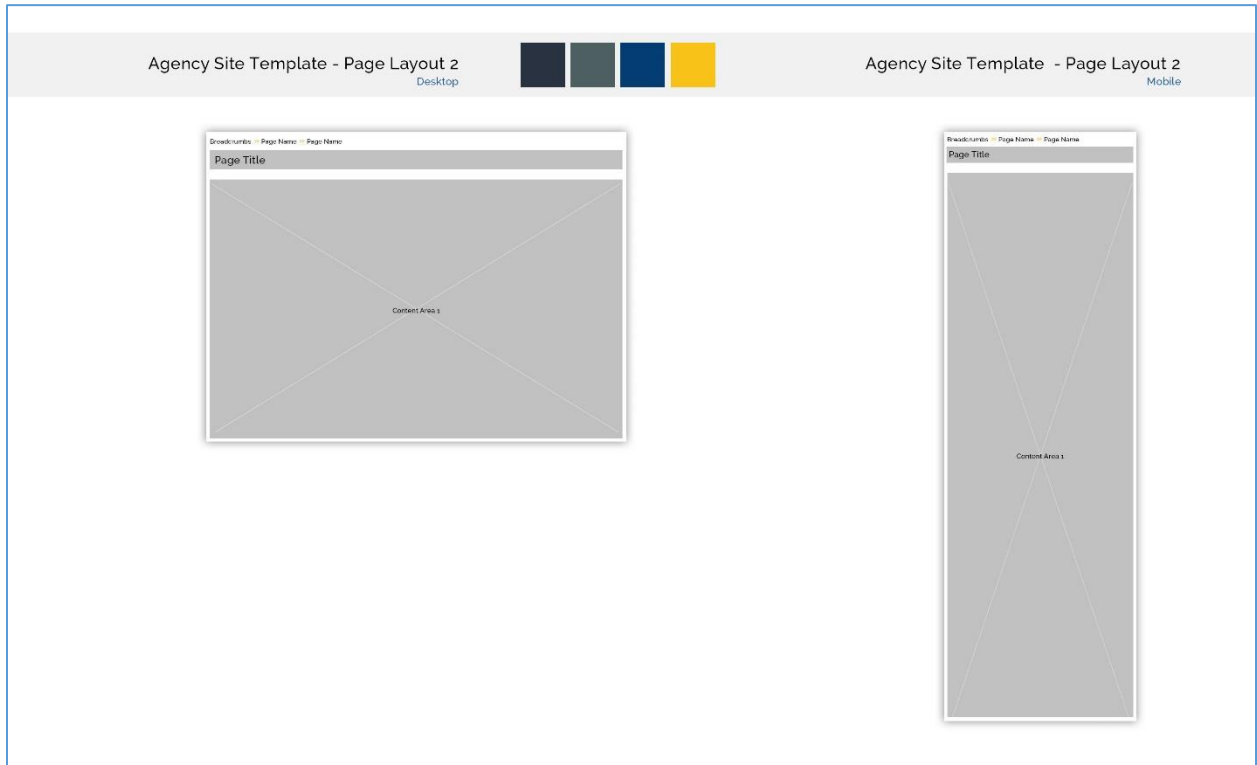 Agency Site Template - Page Layout 2
Desktop
Agency Site Template - Page Layout 2
Mobile
Breadcrumbs >> Page Name >> Page Name
Page Title
Content Area 1
Breadcrumbs >> Page Name >> Page Name
Page Title
Content Area 1